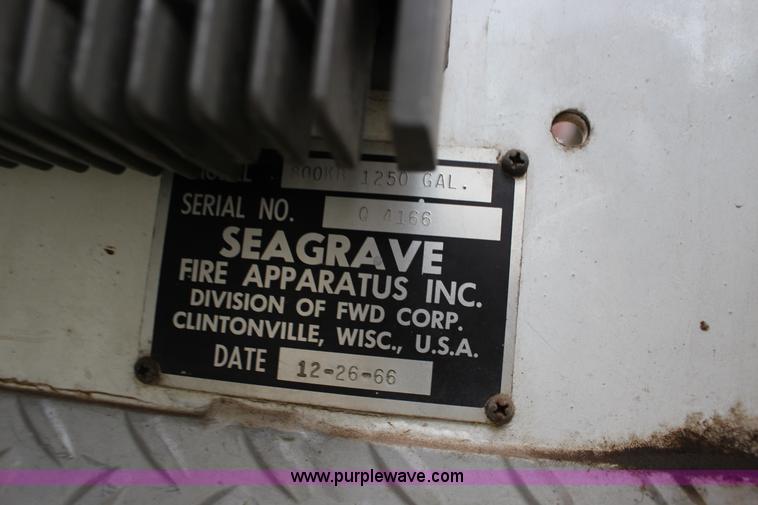 1250 GAL.
SERIAL NO. Q 4166
SEAGRAVE
FIRE APPARATUS INC.
DIVISION OF FWD CORP.
CLINTONVILLE, WISC., U.S.A.
DATE 12-26-66
www.purplewave.com